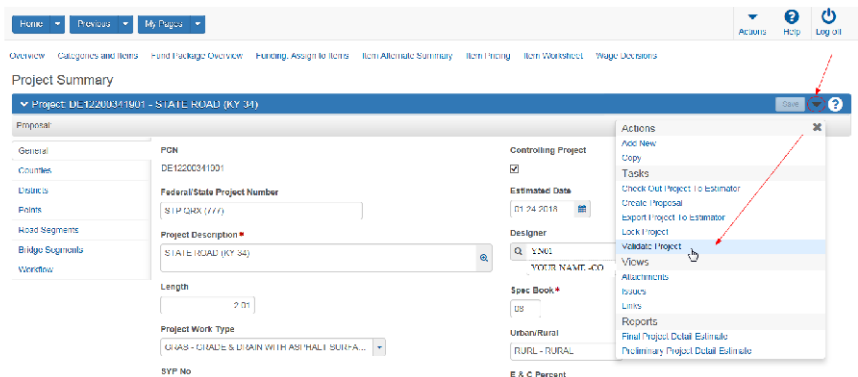 Home Previous My Pages
Actions Help Log off
Overview Categories and Items Fund Package Overview Funding: Assign to Items Item Alternate Summary Item Pricing Item Worksheet Wage Decisions
Project Summary
Project: DE12200341901 - STATE ROAD (KY 34)
Save
Proposal:
General
Counties
Districts
Points
Road Segments
Bridge Segments
Workflow
PCN
DE12200341901
Federal/State Project Number
STP QRX (777)
Project Description *
STATE ROAD (KY 34)
Length
2.01
Project Work Type
GRAS - GRADE & DRAIN WITH ASPHALT SURFA...
SYP No
Controlling Project
Estimated Date
01-24-2018
Designer
YN01
YOUR NAME -CO
Spec Book *
08
Urban/Rural
RURL - RURAL
E & C Percent
Actions
Add New
Copy
Tasks
Check Out Project To Estimator
Create Proposal
Export Project To Estimator
Lock Project
Validate Project
Views
Attachments
Issues
Links
Reports
Final Project Detail Estimate
Preliminary Project Detail Estimate